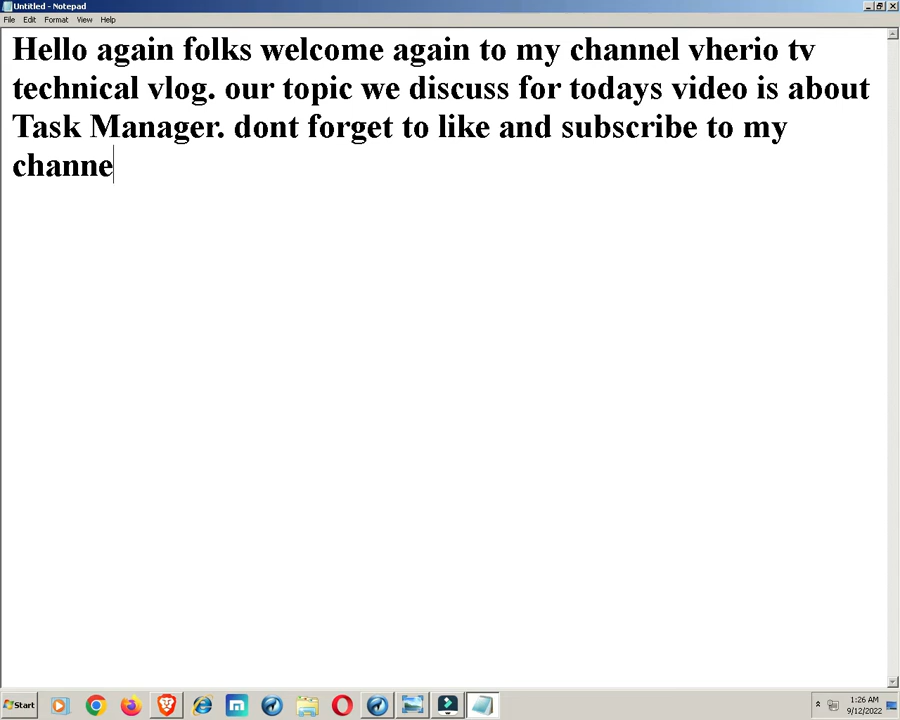 Untitled - Notepad
File Edit Format View Help
Hello again folks welcome again to my channel vherio tv
technical vlog. our topic we discuss for todays video is about
Task Manager. dont forget to like and subscribe to my
channe
Start
1:26 AM
9/12/2022